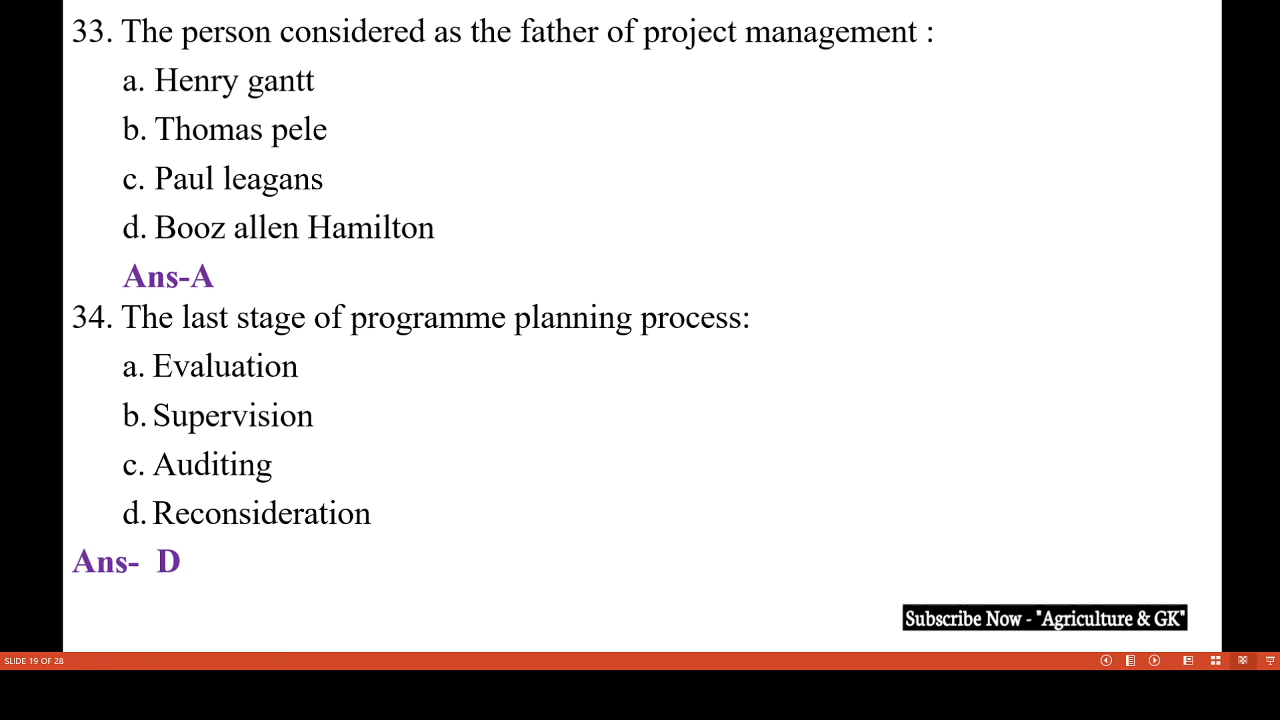 33. The person considered as the father of project management :
a. Henry gantt
b. Thomas pele
c. Paul leagans
d. Booz allen Hamilton
Ans-A
34. The last stage of programme planning process:
a. Evaluation
b. Supervision
c. Auditing
d. Reconsideration
Ans- D
Subscribe Now - "Agriculture & GK"
SLIDE 19 OF 28